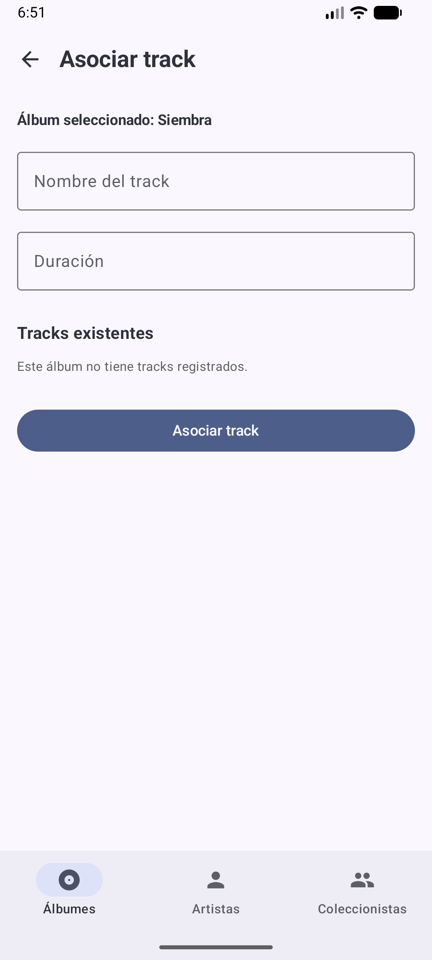 6:51
Asociar track
Álbum seleccionado: Siembra
Nombre del track
Duración
Tracks existentes
Este álbum no tiene tracks registrados.
Asociar track
Álbumes
Artistas
Coleccionistas